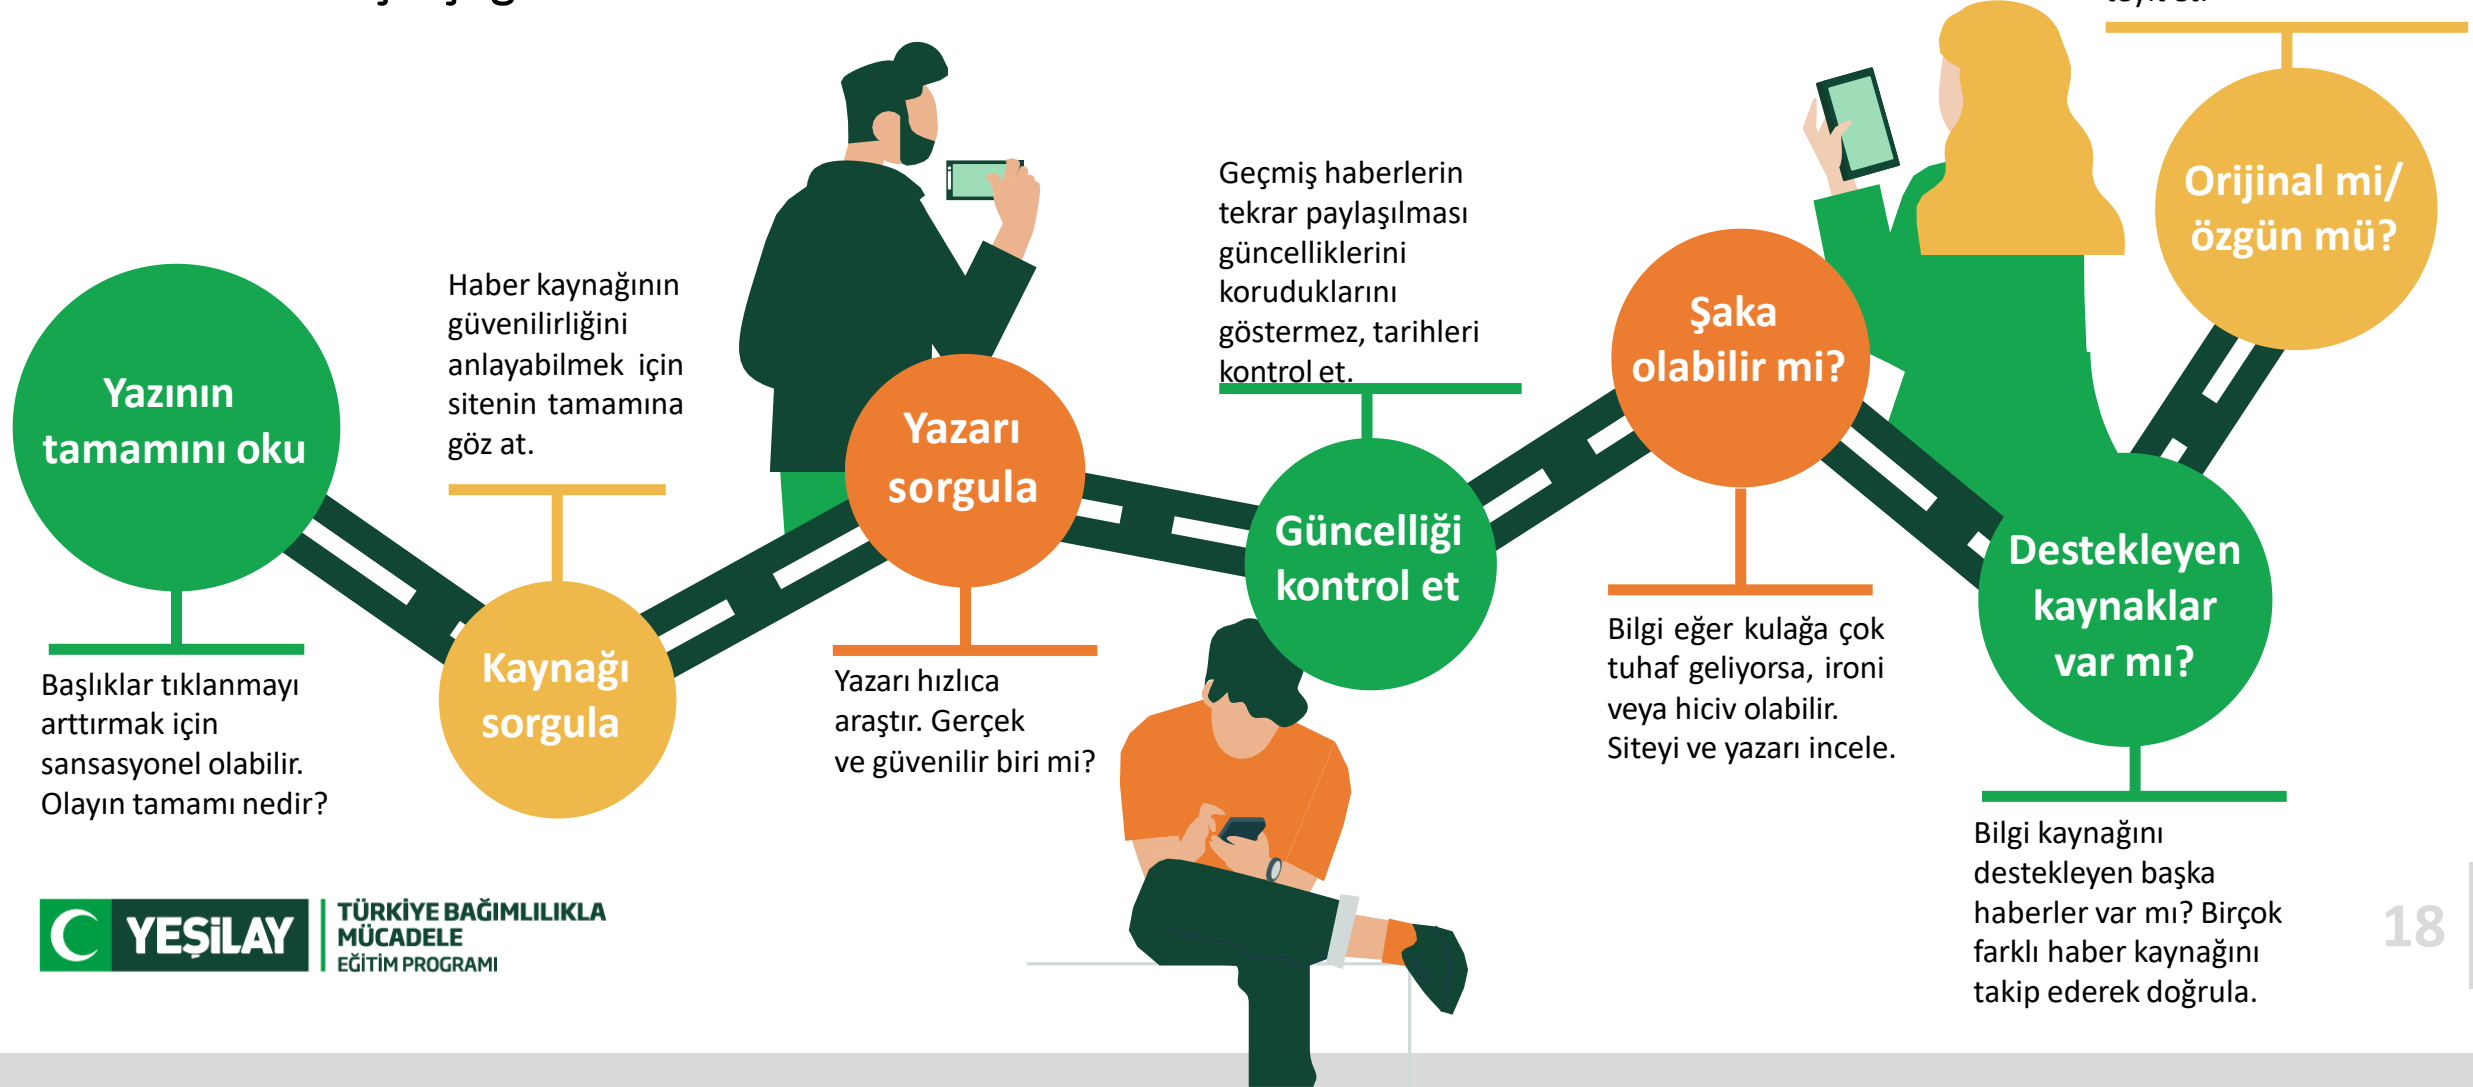 Yazının
tamamını oku
Başlıklar tıklanmayı
arttırmak için
sansasyonel olabilir.
Olayın tamamı nedir?
Haber kaynağının
güvenilirliğini
anlayabilmek için
sitenin tamamına
göz at.
Kaynağı
sorgula
Yazarı
sorgula
Yazarı hızlıca
araştır. Gerçek
ve güvenilir biri mi?
Geçmiş haberlerin
tekrar paylaşılması
güncelliklerini
koruduklarını
göstermez, tarihleri
kontrol et.
Güncelliği
kontrol et
Şaka
olabilir mi?
Bilgi eğer kulağa çok
tuhaf geliyorsa, ironi
veya hiciv olabilir.
Siteyi ve yazarı incele.
Destekleyen
kaynaklar
var mı?
Bilgi kaynağını
destekleyen başka
haberler var mı? Birçok
farklı haber kaynağını
takip ederek doğrula.
Orijinal mi/
özgün mü?
YEŞİLAY
TÜRKİYE BAĞIMLILIKLA
MÜCADELE
EĞİTİM PROGRAMI
18